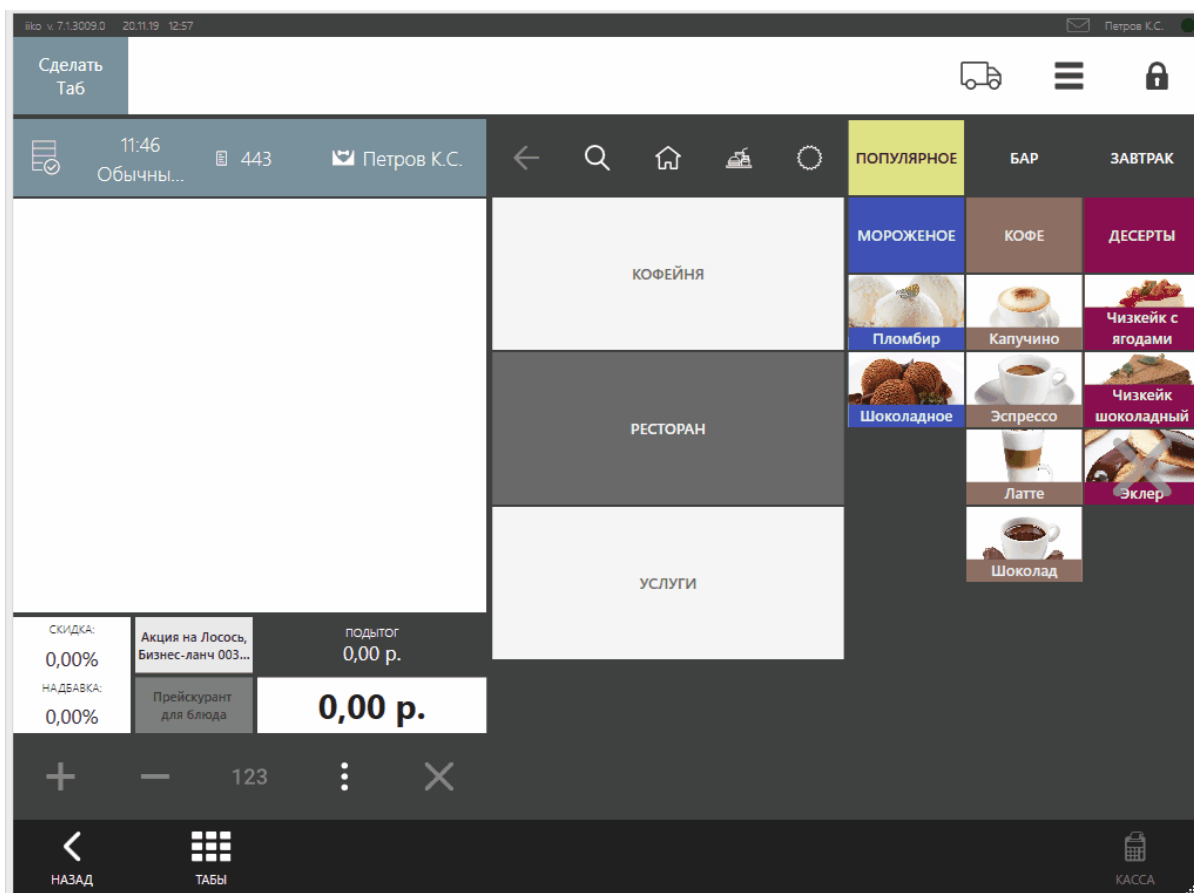 iiko v. 7.1.3009.0 20.11.19 12:57 Петров К.С.
Сделать
Таб
11:46
Обычны...
443
Петров К.С.
ПОПУЛЯРНОЕ
БАР
ЗАВТРАК
МОРОЖЕНОЕ
КОФЕ
ДЕСЕРТЫ
КОФЕЙНЯ
Пломбир
Капучино
Чизкейк с
ягодами
РЕСТОРАН
Шоколадное
Эспрессо
Чизкейк
шоколадный
Латте
Эклер
УСЛУГИ
Шоколад
СКИДКА:
0,00%
Акция на Лосось,
Бизнес-ланч 003...
ПОДЫТОГ
0,00 р.
НАДБАВКА:
0,00%
Прейскурант
для блюда
0,00 р.
123
НАЗАД
ТАБЫ
КАССА